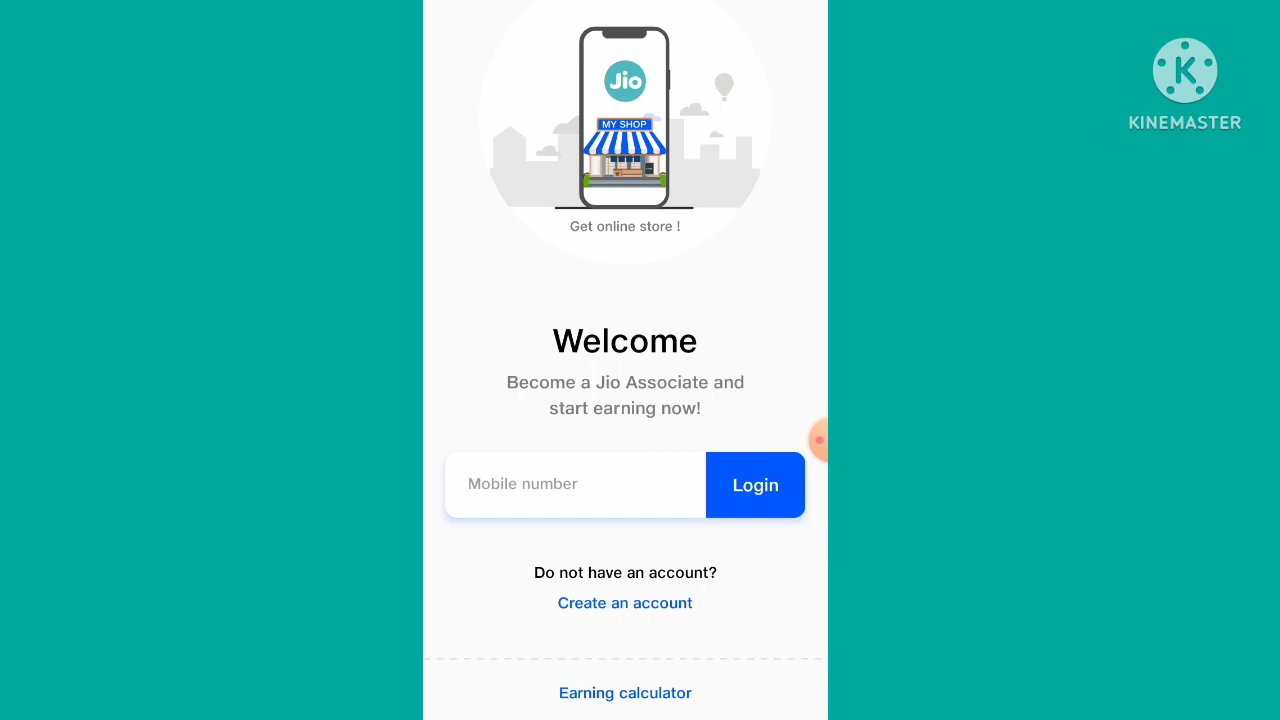 Jio
MY SHOP
Get online store !
Welcome
Become a Jio Associate and
start earning now!
Mobile number
Login
Do not have an account?
Create an account
Earning calculator
K
KINEMASTER